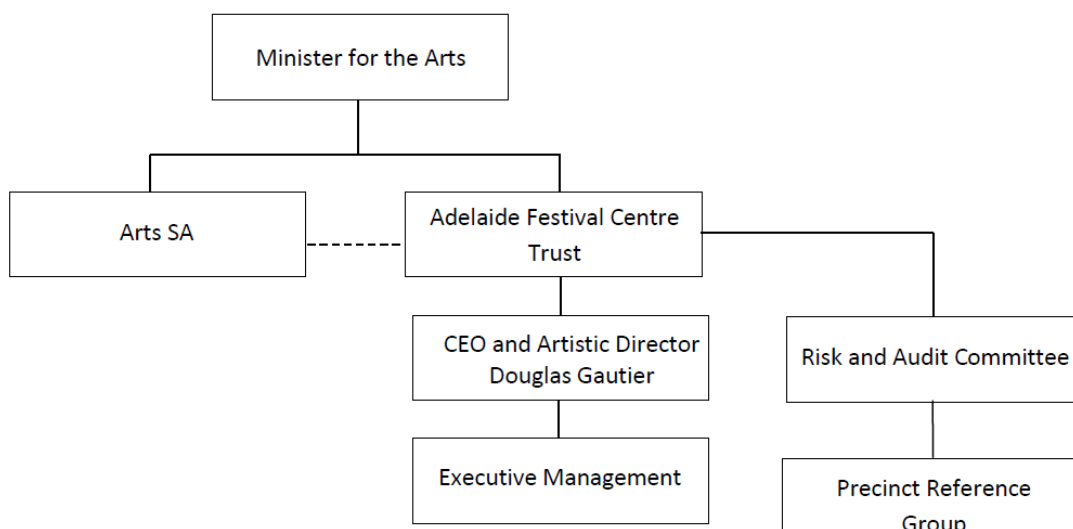 Minister for the Arts
Arts SA
Adelaide Festival Centre
Trust
CEO and Artistic Director
Douglas Gautier
Risk and Audit Committee
Executive Management
Precinct Reference
Group